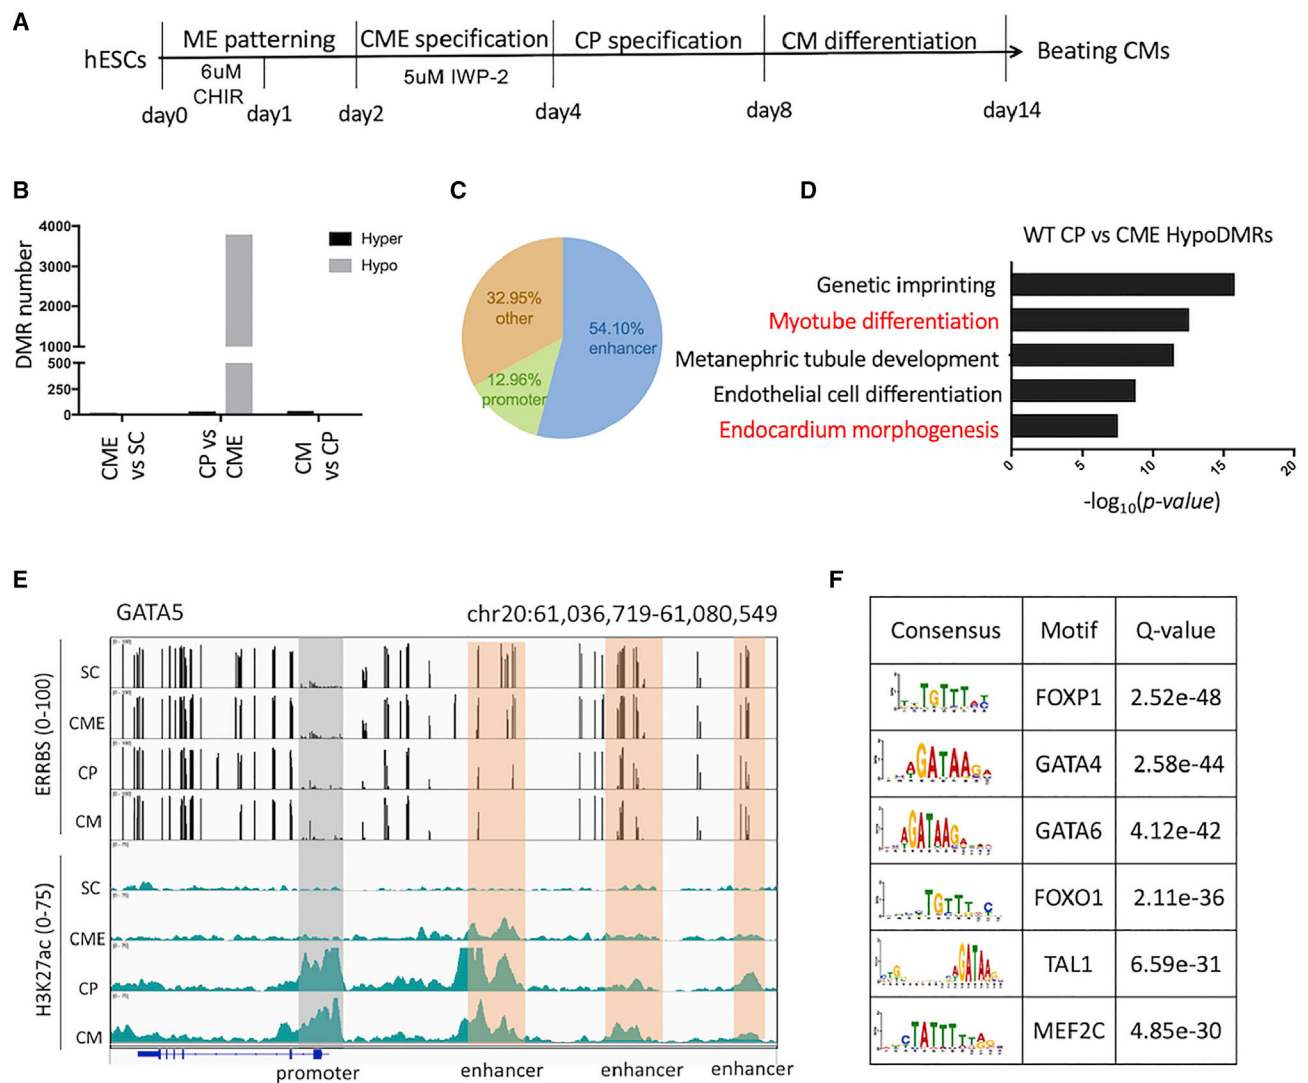 A
ME patterning
CME specification
CP specification
CM differentiation
hESCs
Beating CMs
6uM
CHIR
5uM IWP-2
day0
day1
day2
day4
day8
day14
B
4000
3000
2000
1000
500
250
0
DMR number
Hyper
Hypo
CME
vs SC
CP vs
CME
CM
vs CP
C
32.95%
other
54.10%
enhancer
12.96%
promoter
D
WT CP vs CME HypoDMRs
Genetic imprinting
Myotube differentiation
Metanephric tubule development
Endothelial cell differentiation
Endocardium morphogenesis
0 5 10 15 20
-log10(p-value)
E
GATA5
chr20:61,036,719-61,080,549
ERRBS (0-100)
SC
CME
CP
CM
H3K27ac (0-75)
SC
CME
CP
CM
promoter
enhancer
enhancer
enhancer
F
Consensus Motif Q-value
FOXP1 2.52e-48
GATA4 2.58e-44
GATA6 4.12e-42
FOXO1 2.11e-36
TAL1 6.59e-31
MEF2C 4.85e-30